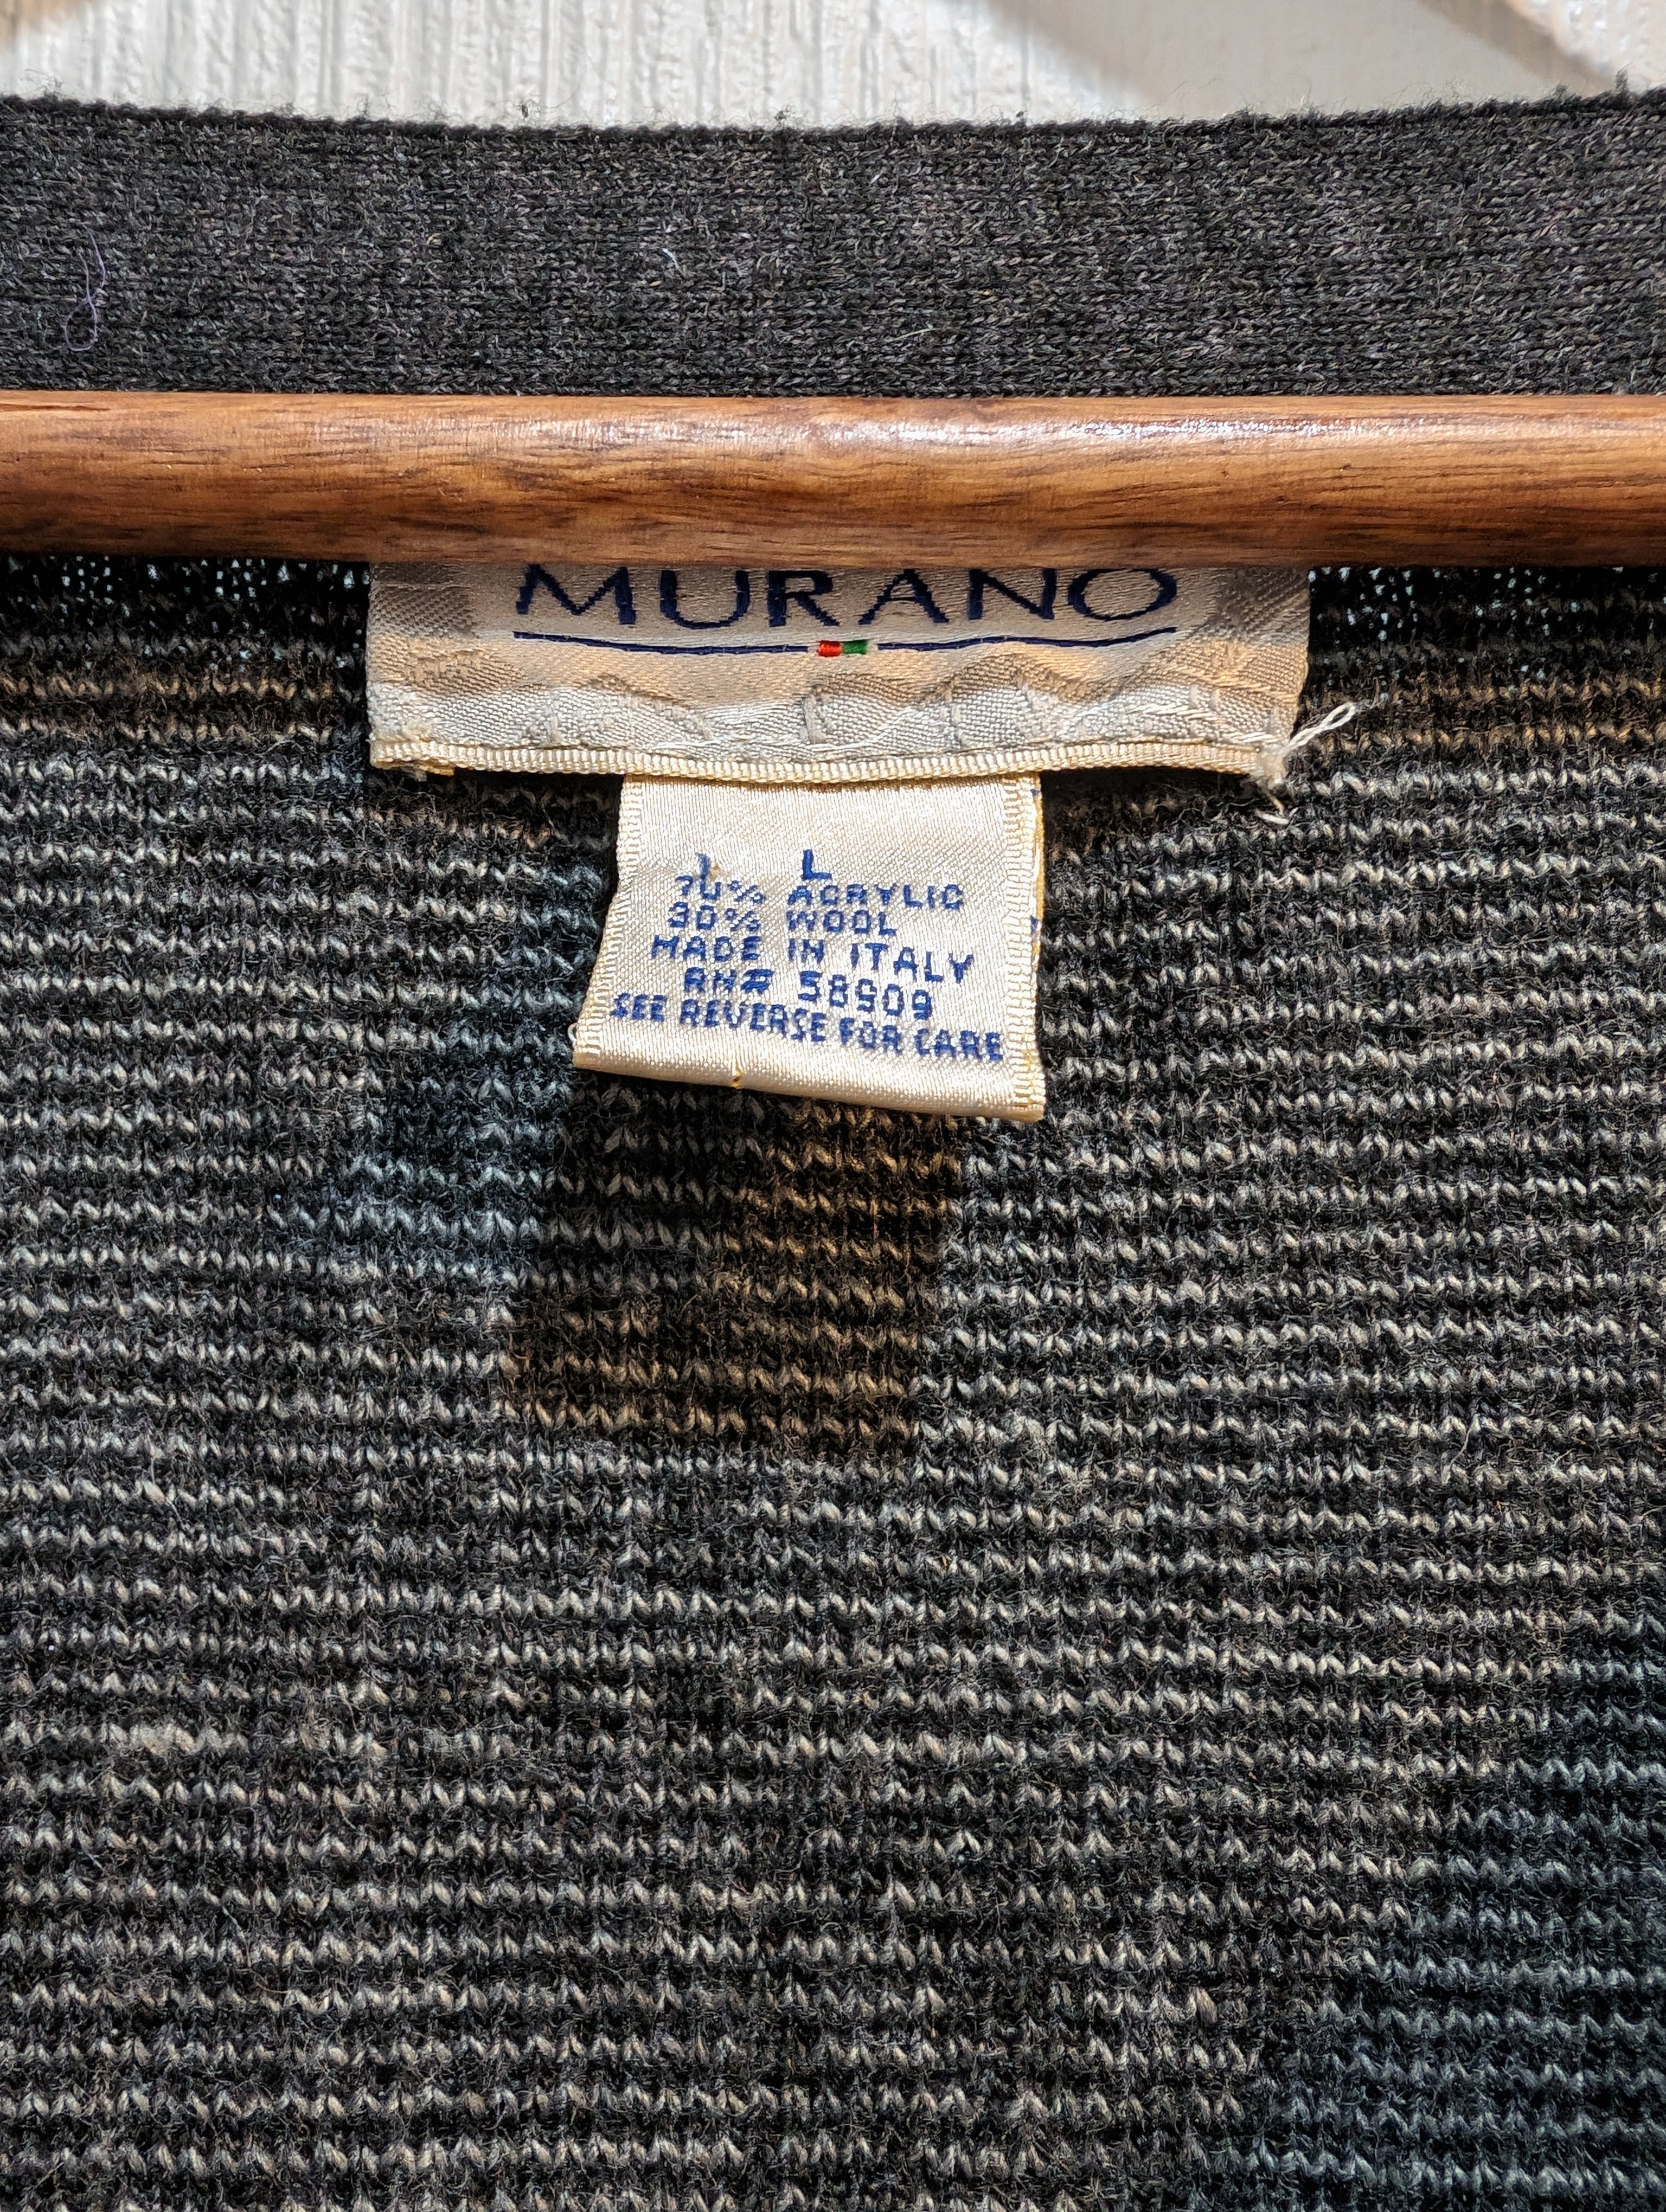 MURANO
L
70% ACRYLIC
30% WOOL
MADE IN ITALY
RN# 58909
SEE REVERSE FOR CARE